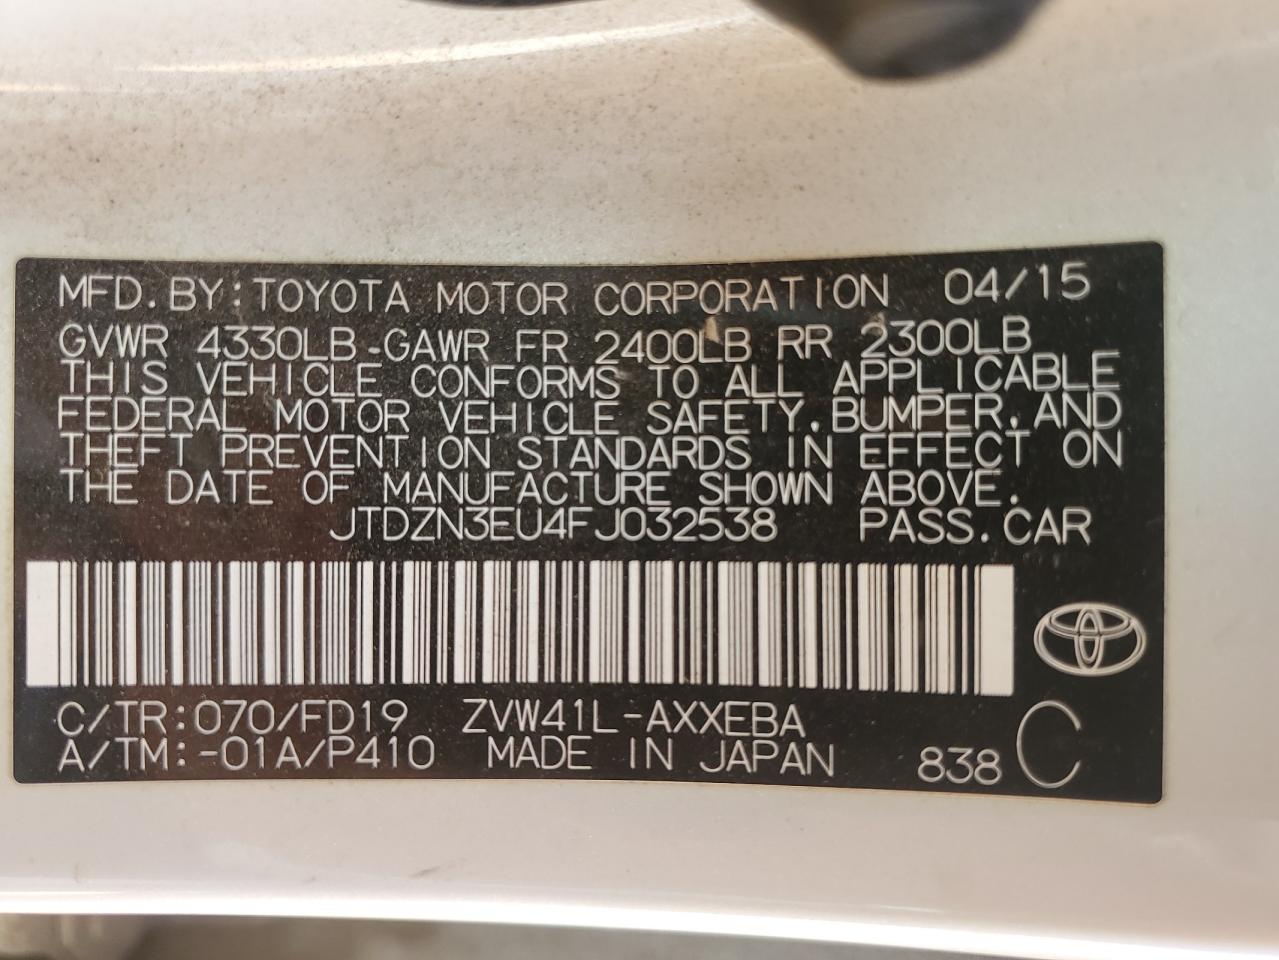 MFD. BY: TOYOTA MOTOR CORPORATION 04/15
GVWR 4330LB GAWR FR 2400LB RR 2300LB
THIS VEHICLE CONFORMS TO ALL APPLICABLE
FEDERAL MOTOR VEHICLE SAFETY, BUMPER, AND
THEFT PREVENTION STANDARDS IN EFFECT ON
THE DATE OF MANUFACTURE SHOWN ABOVE.
JTDZN3EU4FJ032538 PASS. CAR
C/TR: 070/FD19 ZVW41L-AXXEBA
A/TM: -01A/P410 MADE IN JAPAN 838 C